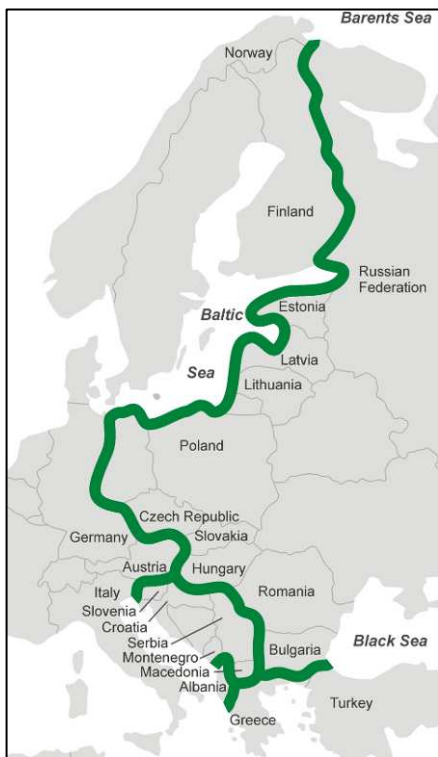 Barents Sea
Norway
Finland
Russian
Federation
Baltic
Estonia
Sea
Latvia
Lithuania
Poland
Czech Republic
Germany
Slovakia
Austria
Hungary
Italy
Slovenia
Romania
Croatia
Serbia
Black Sea
Montenegro
Bulgaria
Macedonia
Albania
Turkey
Greece